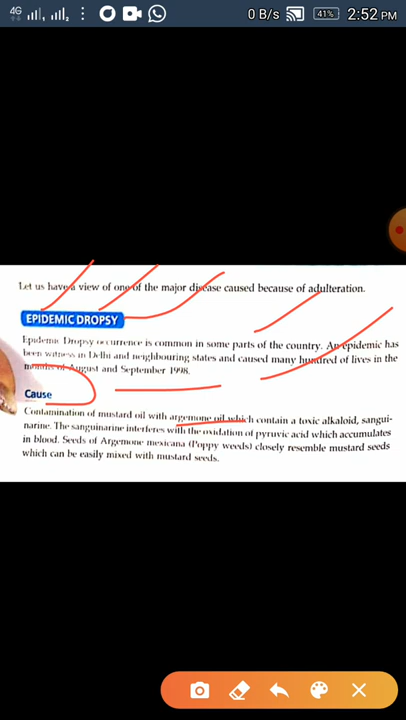 4G 1 2 0 B/s 41% 2:52 PM
Let us have a view of one of the major disease caused because of adulteration.
EPIDEMIC DROPSY
Epidemic Dropsy occurrence is common in some parts of the country. An epidemic has
been witness in Delhi and neighbouring states and caused many hundred of lives in the
months of August and September 1998.
Cause
Contamination of mustard oil with argemone oil which contain a toxic alkaloid, sangui-
narine. The sanguinarine interferes with the oxidation of pyruvic acid which accumulates
in blood. Seeds of Argemone mexicana (Poppy weeds) closely resemble mustard seeds
which can be easily mixed with mustard seeds.